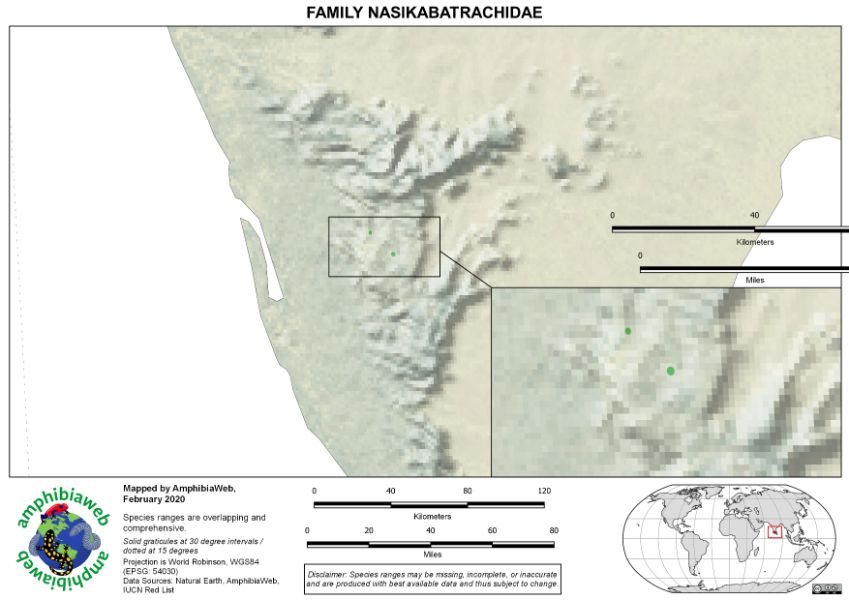 FAMILY NASIKABATRACHIDAE
0 40
Kilometers
0
Miles
amphibiaweb
amphibiaweb
Mapped by AmphibiaWeb,
February 2020
Species ranges are overlapping and
comprehensive.
Solid graticules at 30 degree intervals /
dotted at 15 degrees
Projection is World Robinson, WGS84
(EPSG: 54030)
Data Sources: Natural Earth, AmphibiaWeb,
IUCN Red List
0 40 80 120
Kilometers
0 20 40 60 80
Miles
Disclaimer: Species ranges may be missing, incomplete, or inaccurate
and are produced with best available data and thus subject to change.